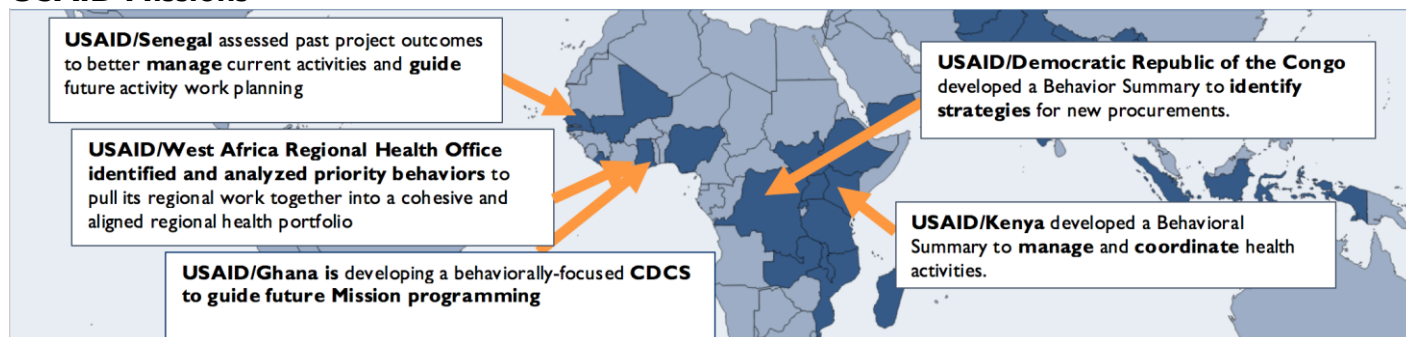 USAID Missions
USAID/Senegal assessed past project outcomes
to better manage current activities and guide
future activity work planning
USAID/West Africa Regional Health Office
identified and analyzed priority behaviors to
pull its regional work together into a cohesive and
aligned regional health portfolio
USAID/Ghana is developing a behaviorally-focused CDCS
to guide future Mission programming
USAID/Democratic Republic of the Congo
developed a Behavior Summary to identify
strategies for new procurements.
USAID/Kenya developed a Behavioral
Summary to manage and coordinate health
activities.